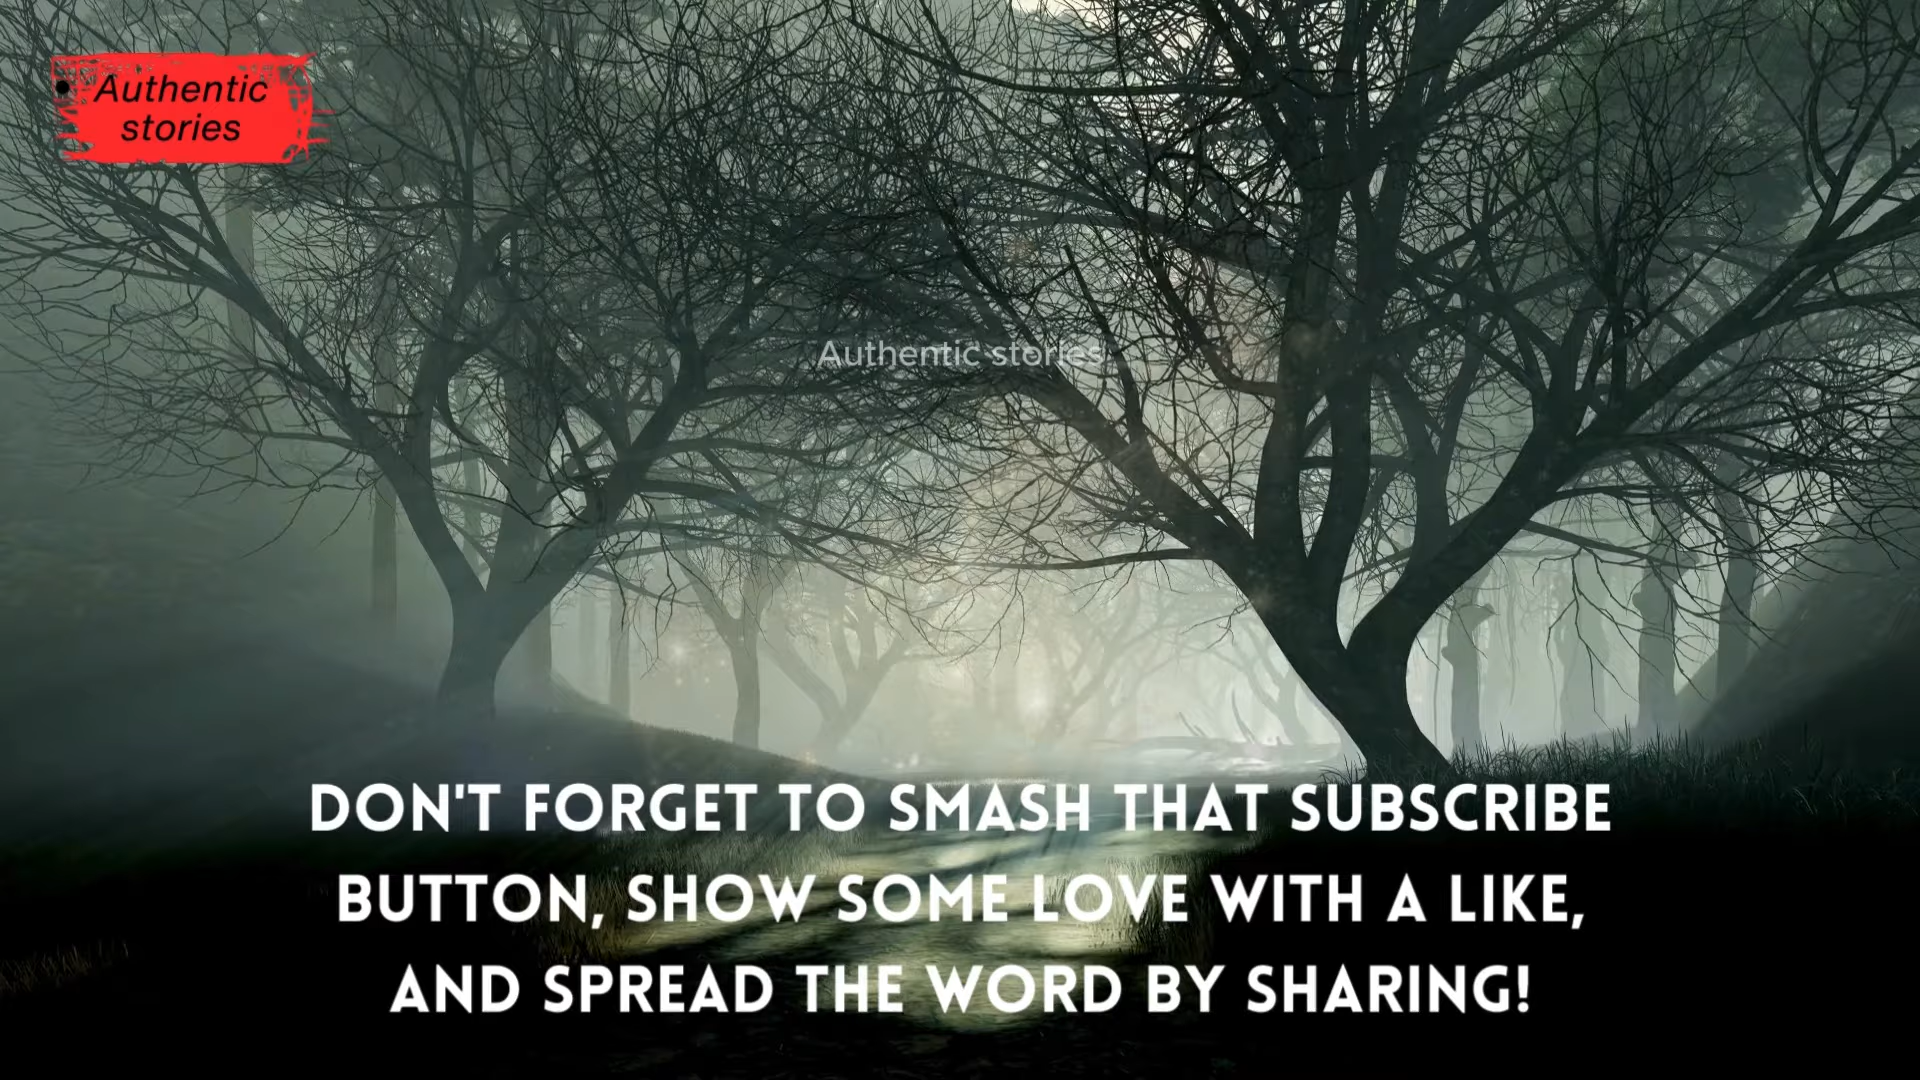 Authentic
stories
Authentic stories
DON'T FORGET TO SMASH THAT SUBSCRIBE
BUTTON, SHOW SOME LOVE WITH A LIKE,
AND SPREAD THE WORD BY SHARING!